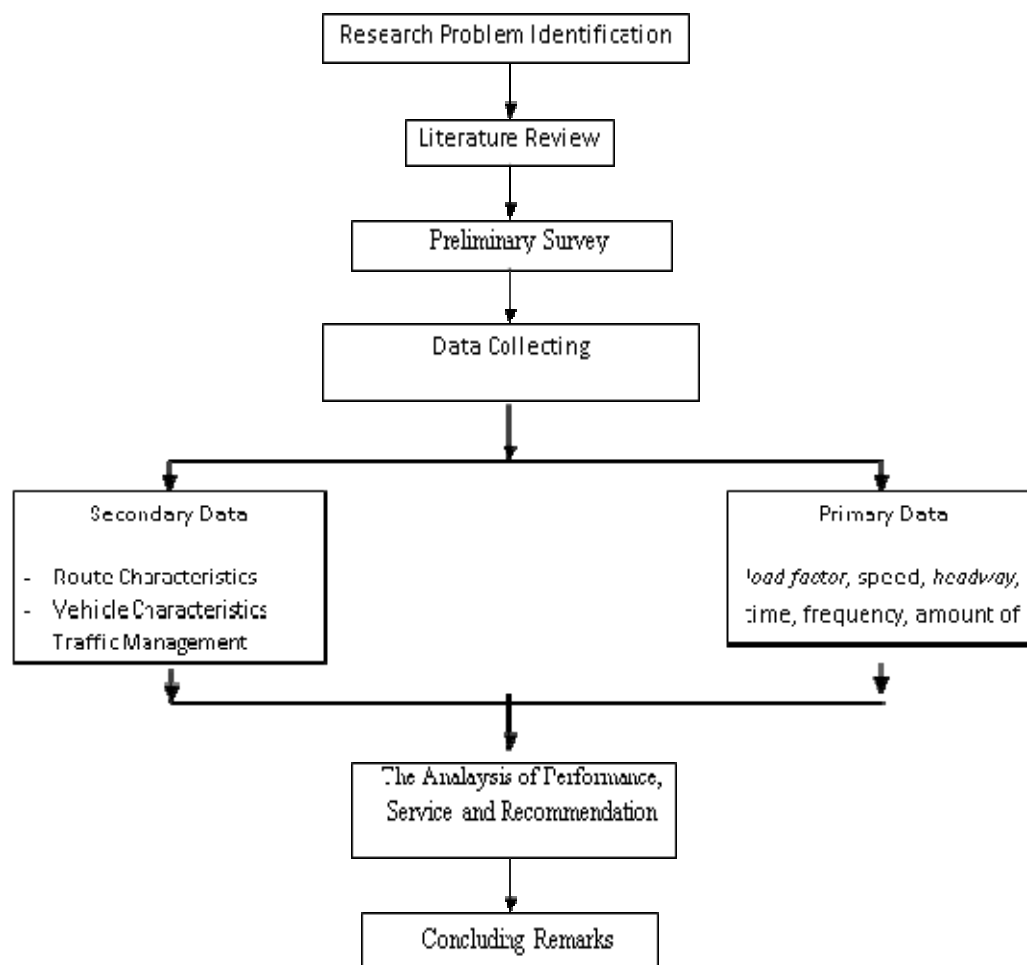 Research Problem Identification
Literature Review
Preliminary Survey
Data Collecting
Secondary Data
- Route Characteristics
- Vehicle Characteristics
Traffic Management
Primary Data
load factor, speed, headway,
time, frequency, amount of
The Analaysis of Performance,
Service and Recommendation
Concluding Remarks